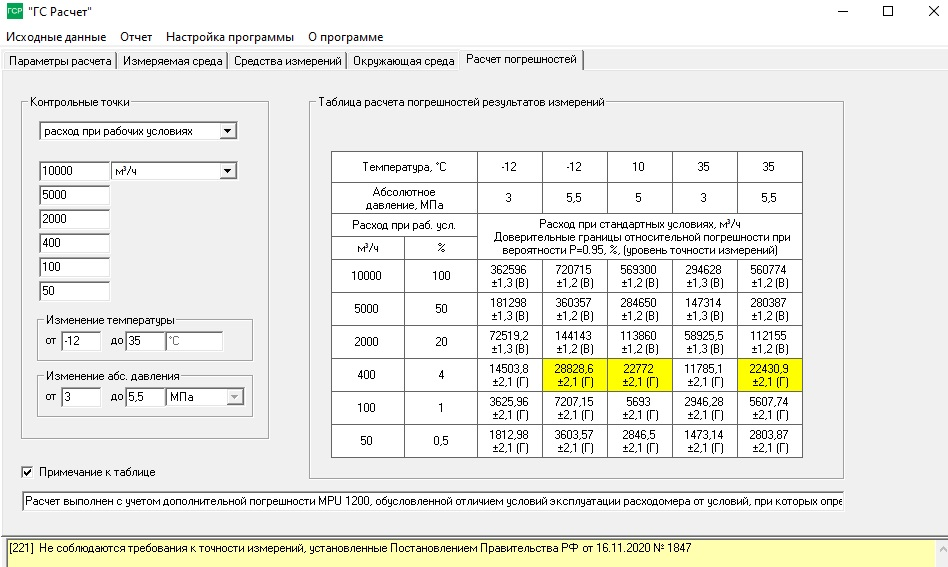 ГСР "ГС Расчет"
Исходные данные Отчет Настройка программы О программе
Параметры расчета Измеряемая среда Средства измерений Окружающая среда Расчет погрешностей
Контрольные точки
расход при рабочих условиях
10000 м³/ч
5000
2000
400
100
50
Изменение температуры
от -12 до 35 °C
Изменение абс. давления
от 3 до 5,5 МПа
Таблица расчета погрешностей результатов измерений
Температура, °C -12 -12 10 35 35
Абсолютное
давление, МПа 3 5,5 5 3 5,5
Расход при раб. усл. Расход при стандартных условиях, м³/ч
Доверительные границы относительной погрешности при
вероятности P=0.95, %, (уровень точности измерений)
м³/ч %
10000 100 362596 720715 569300 294628 560774
±1,3 (В) ±1,2 (В) ±1,2 (В) ±1,3 (В) ±1,2 (В)
5000 50 181298 360357 284650 147314 280387
±1,3 (В) ±1,2 (В) ±1,2 (В) ±1,3 (В) ±1,2 (В)
2000 20 72519,2 144143 113860 58925,5 112155
±1,3 (В) ±1,2 (В) ±1,2 (В) ±1,3 (В) ±1,2 (В)
400 4 14503,8 28828,6 22772 11785,1 22430,9
±2,1 (Г) ±2,1 (Г) ±2,1 (Г) ±2,1 (Г) ±2,1 (Г)
100 1 3625,96 7207,15 5693 2946,28 5607,74
±2,1 (Г) ±2,1 (Г) ±2,1 (Г) ±2,1 (Г) ±2,1 (Г)
50 0,5 1812,98 3603,57 2846,5 1473,14 2803,87
±2,1 (Г) ±2,1 (Г) ±2,1 (Г) ±2,1 (Г) ±2,1 (Г)
Примечание к таблице
Расчет выполнен с учетом дополнительной погрешности MPU 1200, обусловленной отличием условий эксплуатации расходомера от условий, при которых опре
[221] Не соблюдаются требования к точности измерений, установленные Постановлением Правительства РФ от 16.11.2020 № 1847